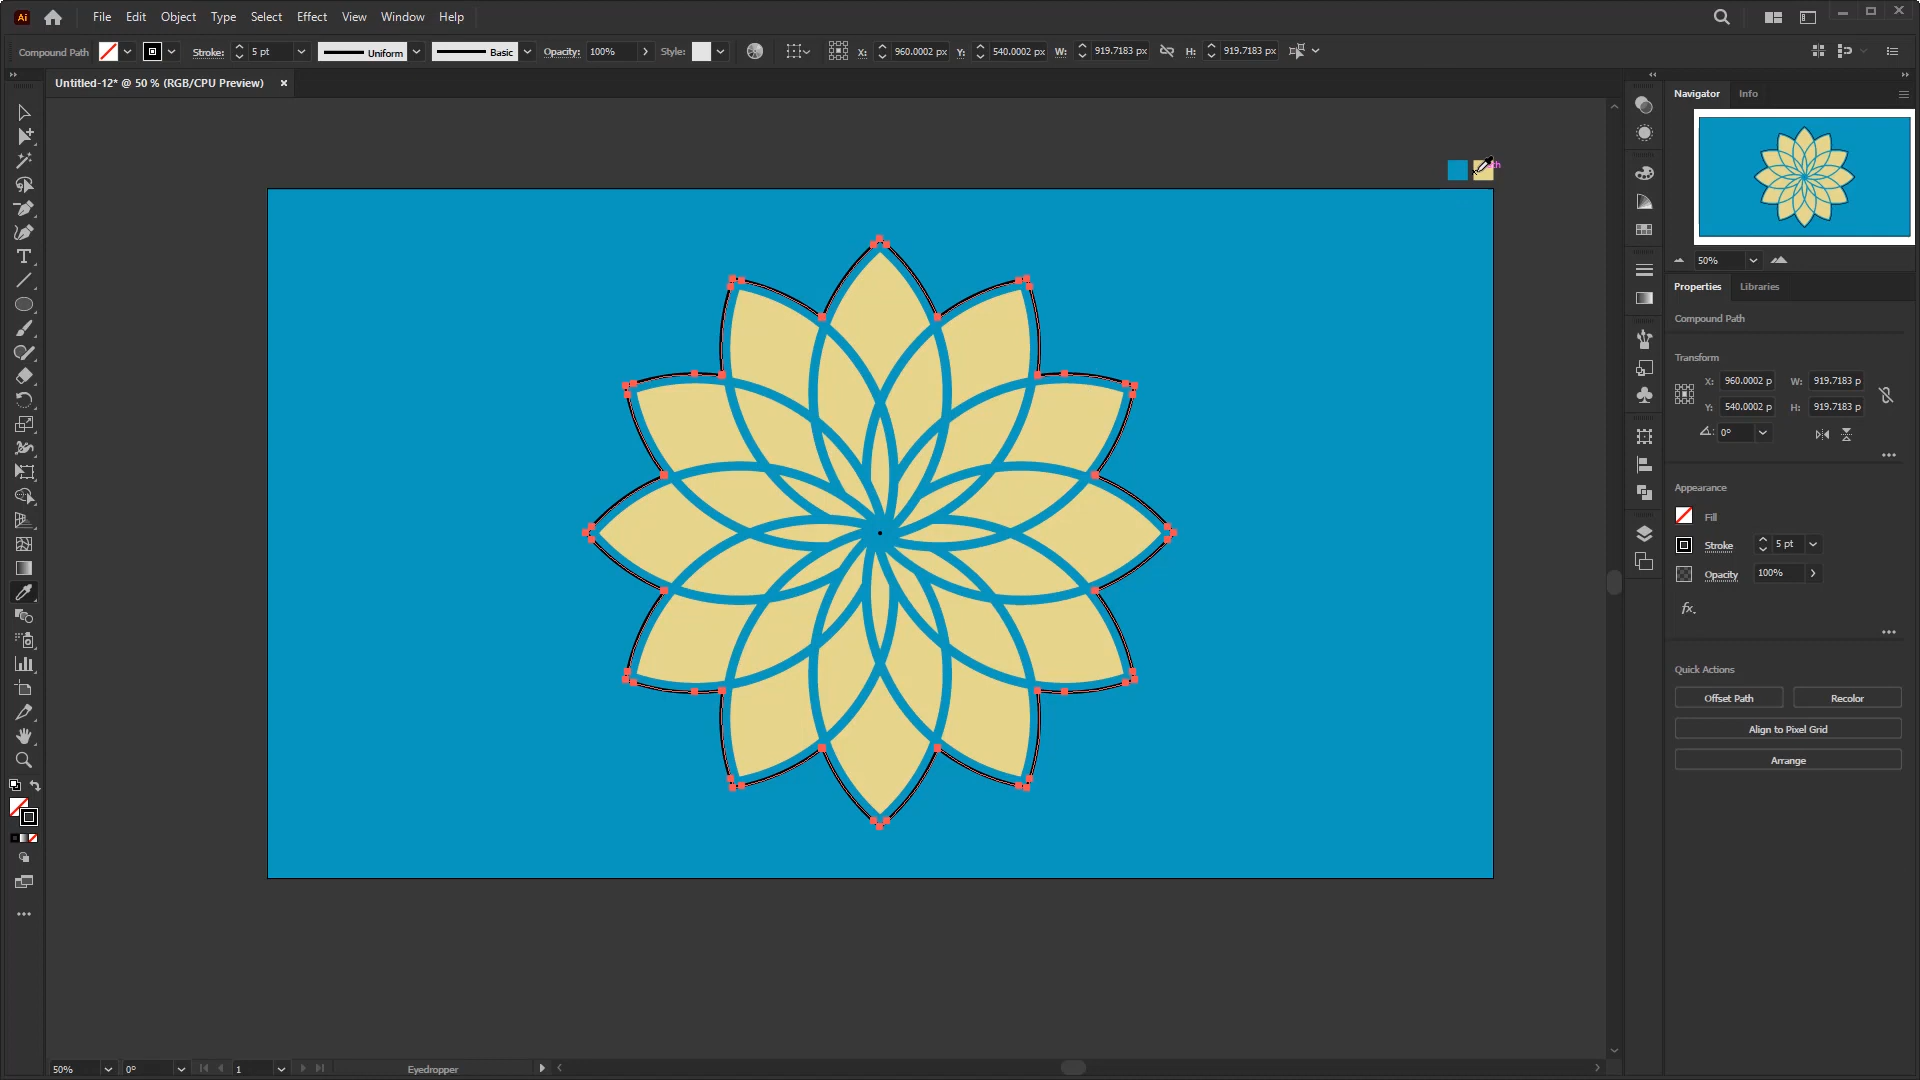 Ai File Edit Object Type Select Effect View Window Help
Compound Path Stroke: 5 pt Uniform Basic Opacity: 100% Style: X: 960.0002 px Y: 540.0002 px W: 919.7183 px H: 919.7183 px
Untitled-12* @ 50 % (RGB/CPU Preview)
Navigator Info
50%
Properties Libraries
Compound Path
Transform
X: 960.0002 p W: 919.7183 p
Y: 540.0002 p H: 919.7183 p
0°
Appearance
Fill
Stroke 5 pt
Opacity 100%
fx.
Quick Actions
Offset Path Recolor
Align to Pixel Grid
Arrange
50% 0° 1 Eyedropper